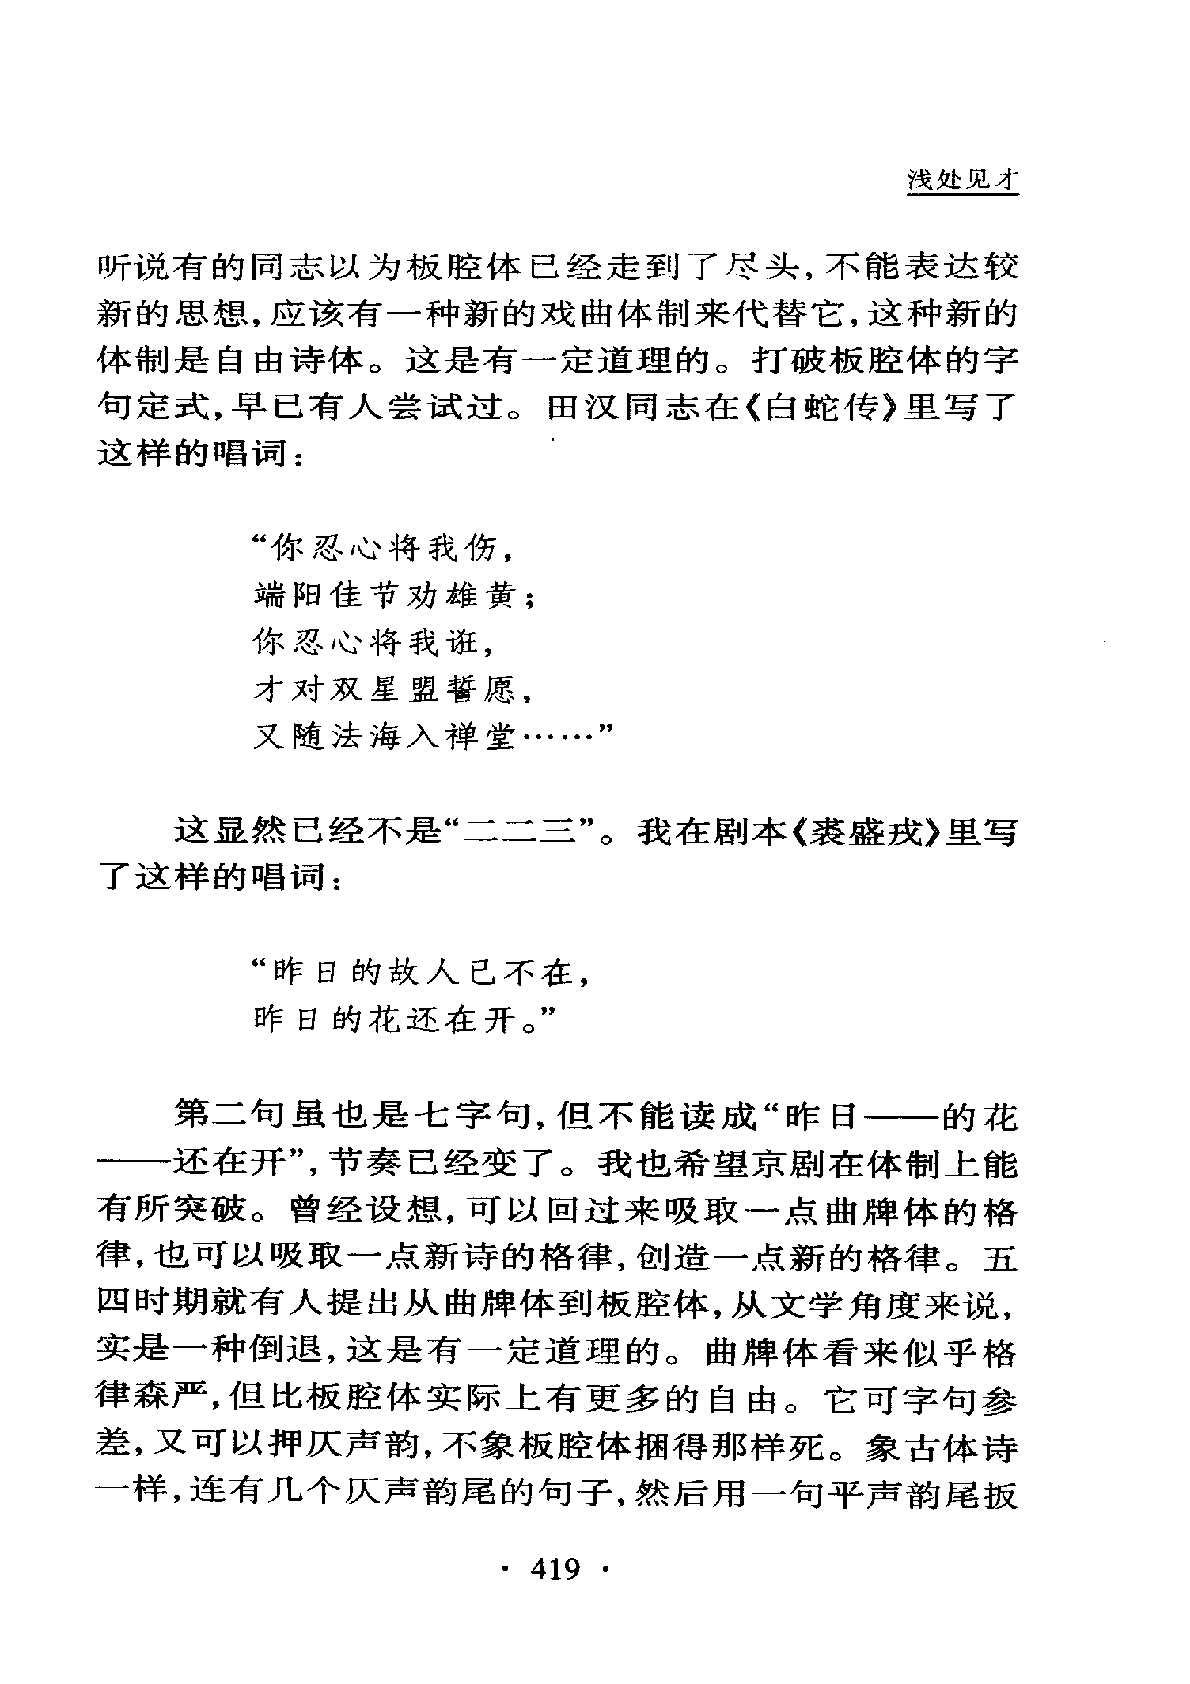 浅处见才
听说有的同志以为板腔体已经走到了尽头,不能表达较
新的思想,应该有一种新的戏曲体制来代替它,这种新的
体制是自由诗体。这是有一定道理的。打破板腔体的字
句定式,早已有人尝试过。田汉同志在《白蛇传》里写了
这样的唱词:
“你忍心将我伤,
端阳佳节劝雄黄;
你忍心将我诳,
才对双星盟誓愿,
又随法海入禅堂……”
这显然已经不是“二二三”。我在剧本《裘盛戎》里写
了这样的唱词:
“昨日的故人已不在,
昨日的花还在开。”
第二句虽也是七字句,但不能读成“昨日——的花
——还在开”,节奏已经变了。我也希望京剧在体制上能
有所突破。曾经设想,可以回过来吸取一点曲牌体的格
律,也可以吸取一点新诗的格律,创造一点新的格律。五
四时期就有人提出从曲牌体到板腔体,从文学角度来说,
实是一种倒退,这是有一定道理的。曲牌体看来似乎格
律森严,但比板腔体实际上有更多的自由。它可字句参
差,又可以押仄声韵,不象板腔体捆得那样死。象古体诗
一样,连有几个仄声韵尾的句子,然后用一句平声韵尾扳
· 419 ·